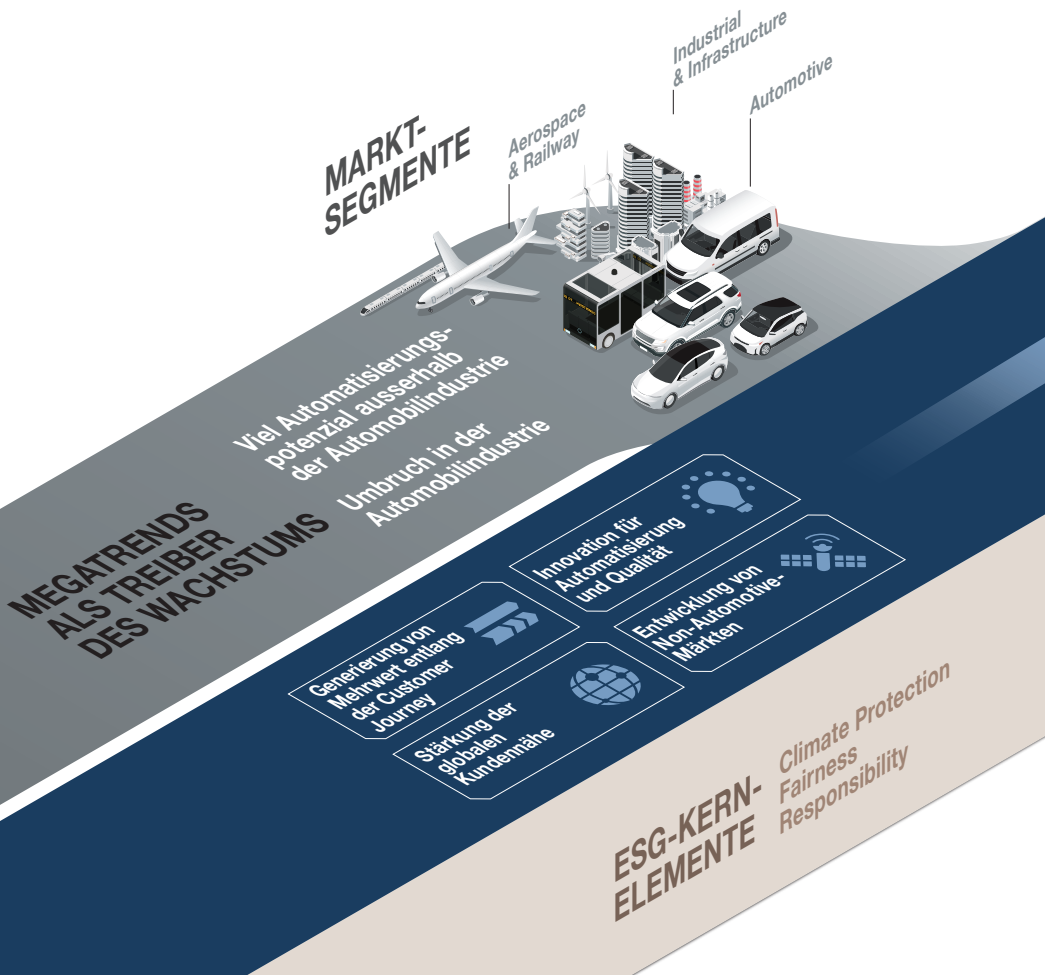 MARKT-
SEGMENTE
Aerospace
& Railway
Industrial
& Infrastructure
Automotive
Viel Automatisierungs-
potenzial ausserhalb
der Automobilindustrie
Umbruch in der
Automobilindustrie
MEGATRENDS
ALS TREIBER
DES WACHSTUMS
Innovation für
Automatisierung
und Qualität
Entwicklung von
Non-Automotive-
Märkten
Generierung von
Mehrwert entlang
der Customer
Journey
Stärkung der
globalen
Kundennähe
ESG-KERN-
ELEMENTE
Climate Protection
Fairness
Responsibility